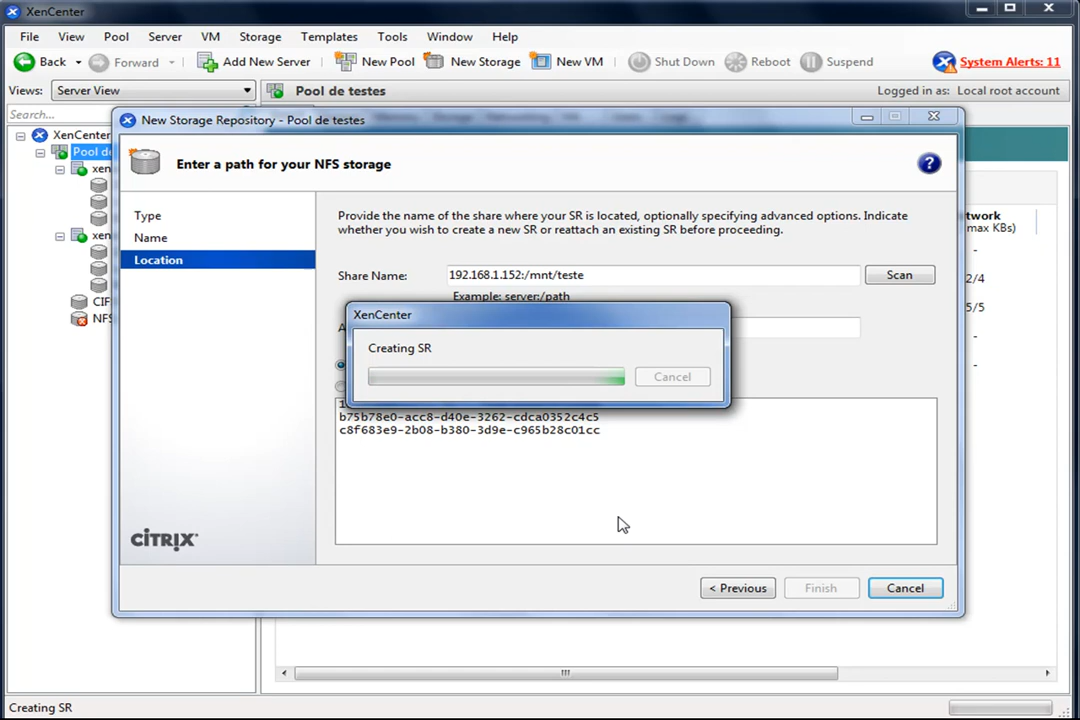 XenCenter
File View Pool Server VM Storage Templates Tools Window Help
Back Forward Add New Server New Pool New Storage New VM Shut Down Reboot Suspend System Alerts: 11
Views: Server View Pool de testes Logged in as: Local root account
Search...
XenCenter
Pool de
xen
xen
CIF
NFS
New Storage Repository - Pool de testes
Enter a path for your NFS storage
?
Type
Name
Location
Provide the name of the share where your SR is located, optionally specifying advanced options. Indicate
whether you wish to create a new SR or reattach an existing SR before proceeding.
Share Name: 192.168.1.152:/mnt/teste Scan
Example: server:/path
XenCenter
Creating SR
Cancel
b75b78e0-acc8-d40e-3262-cdca0352c4c5
c8f683e9-2b08-b380-3d9e-c965b28c01cc
CITRIX
< Previous Finish Cancel
twork
max KBs)
-
2/4
5/5
-
-
Creating SR